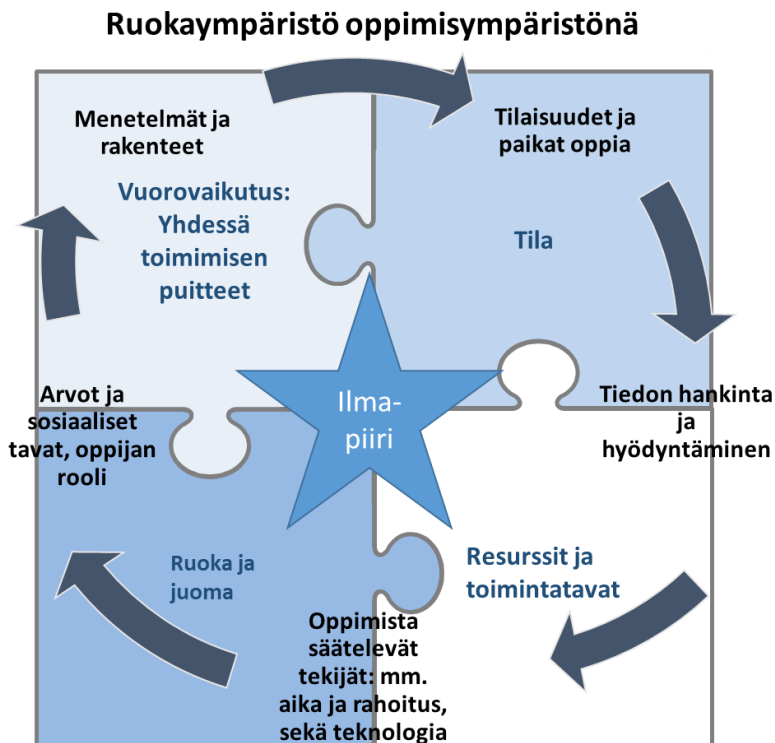 Ruokaympäristö oppimisympäristönä
Menetelmät ja
rakenteet
Tilaisuudet ja
paikat oppia
Vuorovaikutus:
Yhdessä
toimimisen
puitteet
Tila
Arvot ja
sosiaaliset
tavat, oppijan
rooli
Ilma-
piiri
Tiedon hankinta
ja
hyödyntäminen
Ruoka ja
juoma
Resurssit ja
toimintatavat
Oppimista
säätelevät
tekijät: mm.
aika ja rahoitus,
sekä teknologia